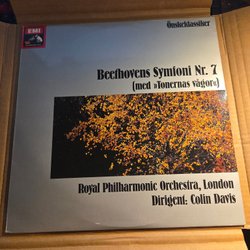 EMI
Önskeklassiker
Beethovens Symfoni Nr. 7
(med »Tonernas vågor«)
Royal Philharmonic Orchestra, London
Dirigent: Colin Davis